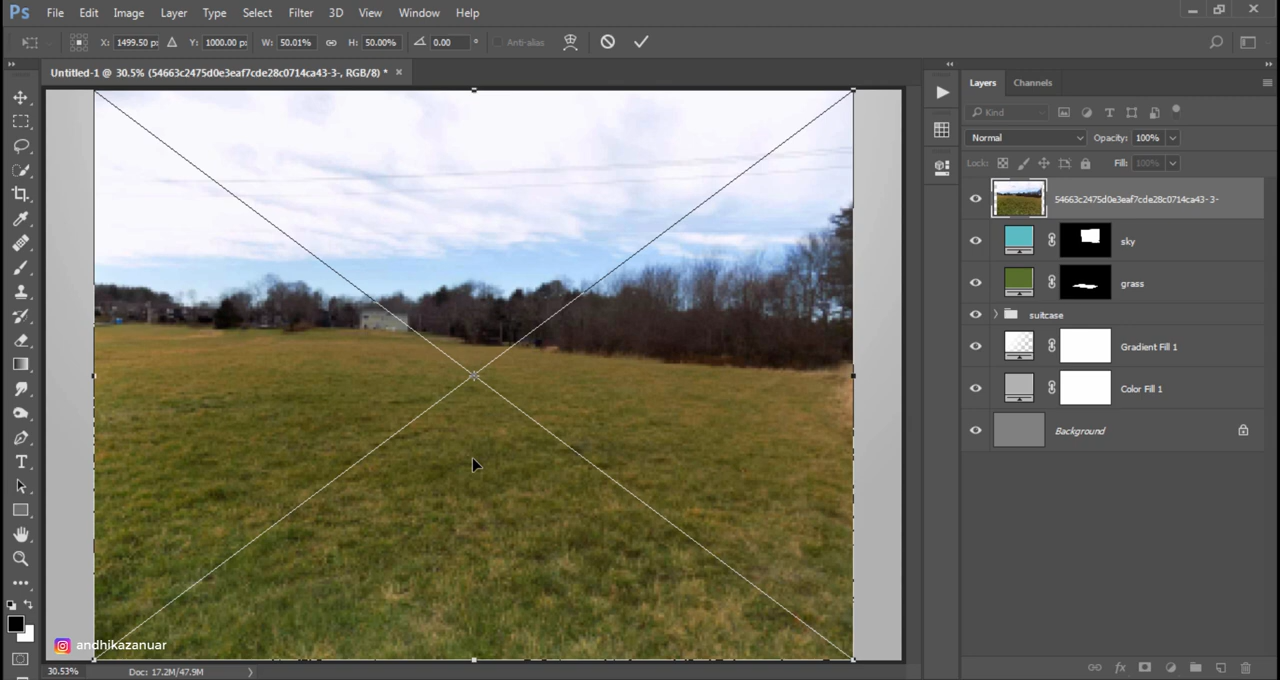 Ps File Edit Image Layer Type Select Filter 3D View Window Help
X: 1499.50 p: Y: 1000.00 p: W: 50.01% H: 50.00% 0.00 ° Anti-alias
Untitled-1 @ 30.5% (54663c2475d0e3eaf7cde28c0714ca43-3-, RGB/8) * ×
Layers Channels
Kind
Normal Opacity: 100%
Lock: Fill: 100%
54663c2475d0e3eaf7cde28c0714ca43-3-
sky
grass
suitcase
Gradient Fill 1
Color Fill 1
Background
andhikazanuar
30.53% Doc: 17.2M/47.9M